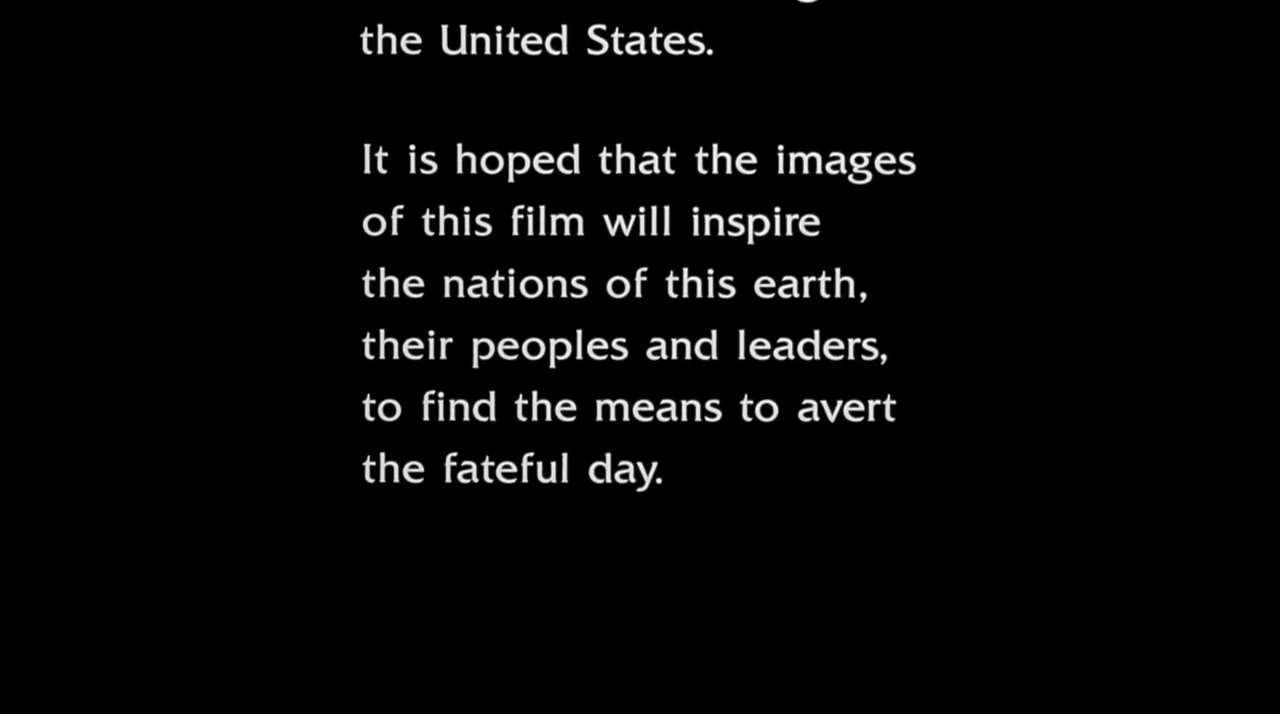 the United States.
It is hoped that the images
of this film will inspire
the nations of this earth,
their peoples and leaders,
to find the means to avert
the fateful day.